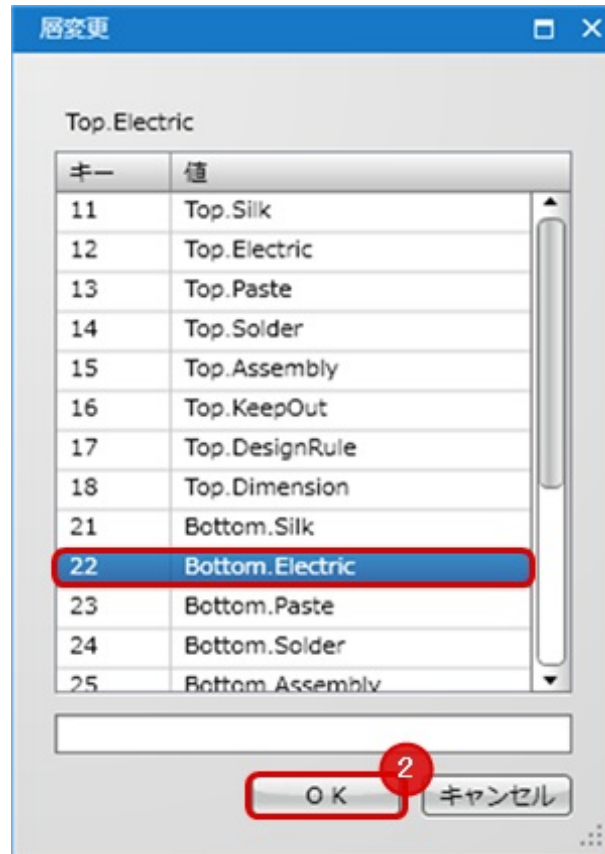 層変更
Top.Electric
キー 値
11 Top.Silk
12 Top.Electric
13 Top.Paste
14 Top.Solder
15 Top.Assembly
16 Top.KeepOut
17 Top.DesignRule
18 Top.Dimension
21 Bottom.Silk
22 Bottom.Electric
23 Bottom.Paste
24 Bottom.Solder
25 Bottom.Assembly
2
OK キャンセル